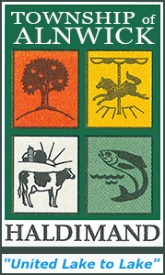 TOWNSHIP of
ALNWICK
HALDIMAND
"United Lake to Lake"